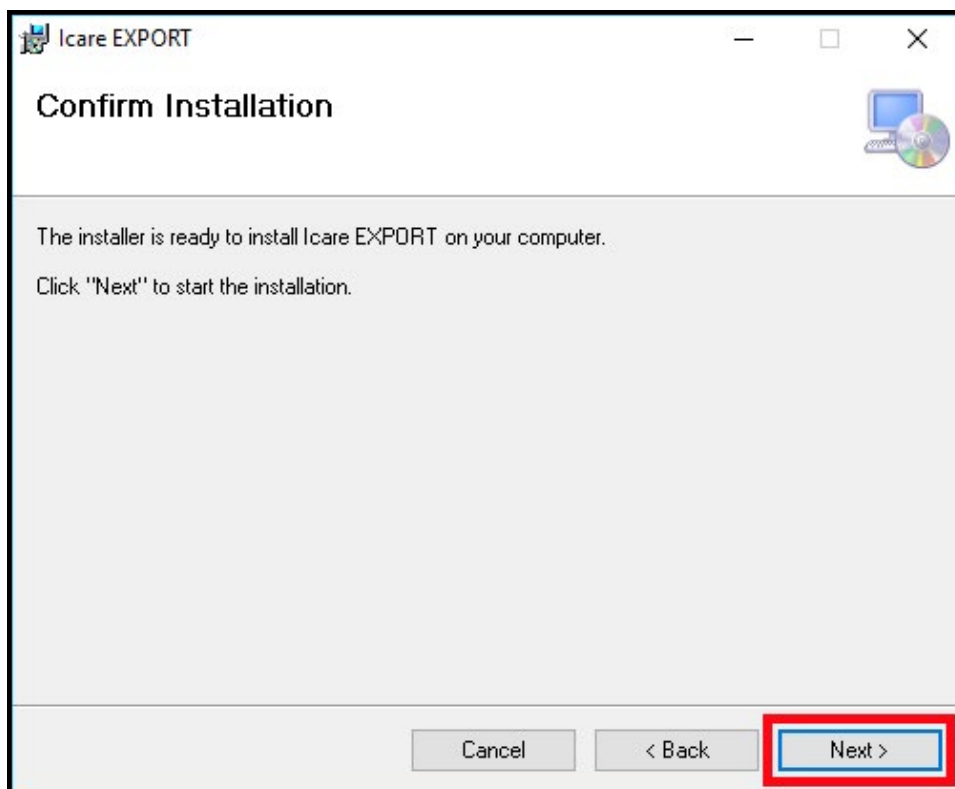 Icare EXPORT
Confirm Installation
The installer is ready to install Icare EXPORT on your computer.
Click "Next" to start the installation.
Cancel
< Back
Next >